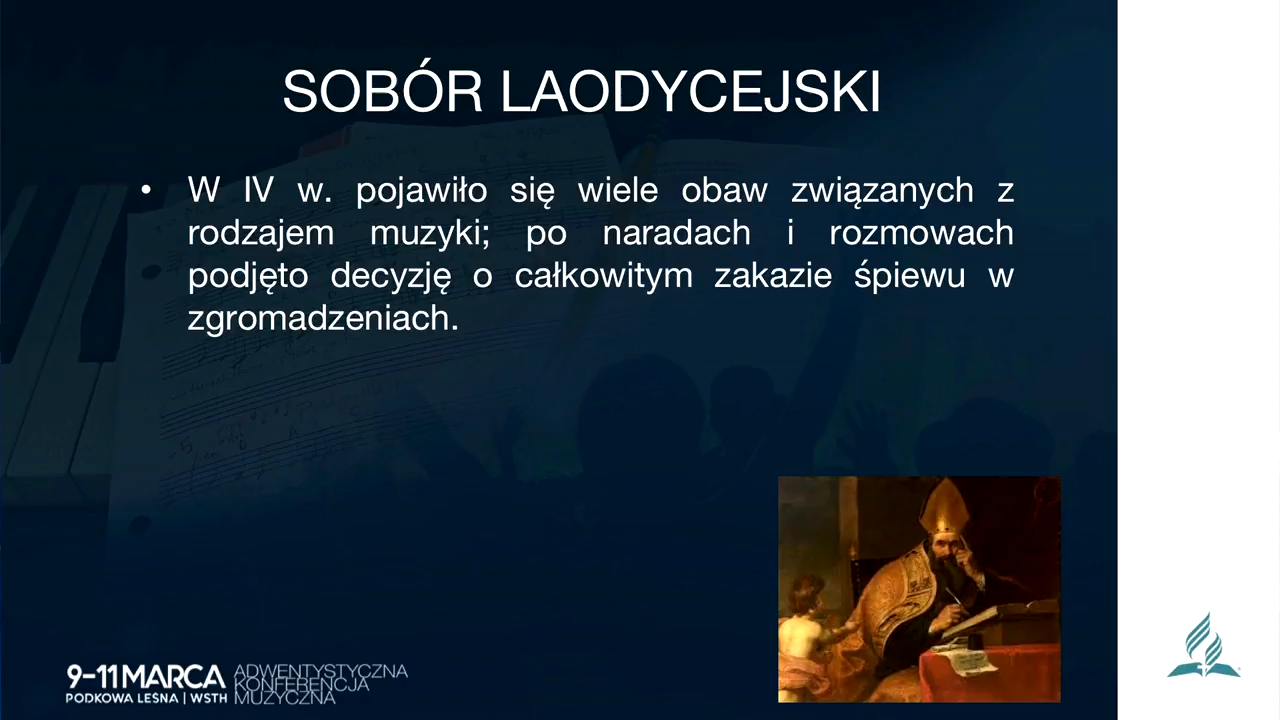 SOBÓR LAODYCEJSKI
• W IV w. pojawiło się wiele obaw związanych z
rodzajem muzyki; po naradach i rozmowach
podjęto decyzję o całkowitym zakazie śpiewu w
zgromadzeniach.
9-11 MARCA
PODKOWA LEŚNA | WSTH
ADWENTYSTYCZNA
KONFERENCJA
MUZYCZNA